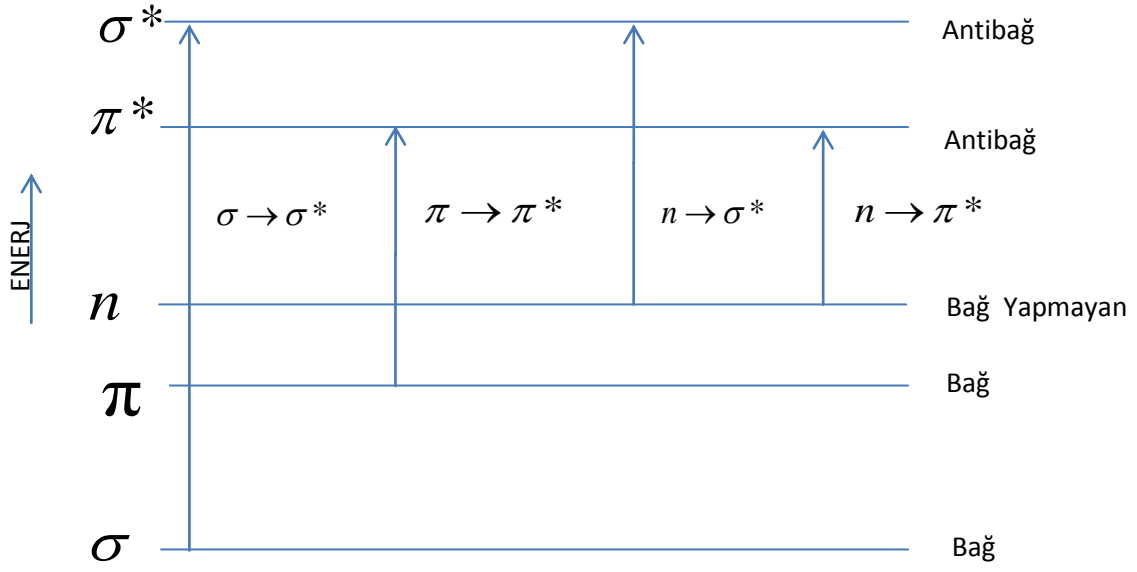 σ* Antibağ
π* Antibağ
σ → σ* π → π* n → σ* n → π*
ENERJ
n Bağ Yapmayan
π Bağ
σ Bağ